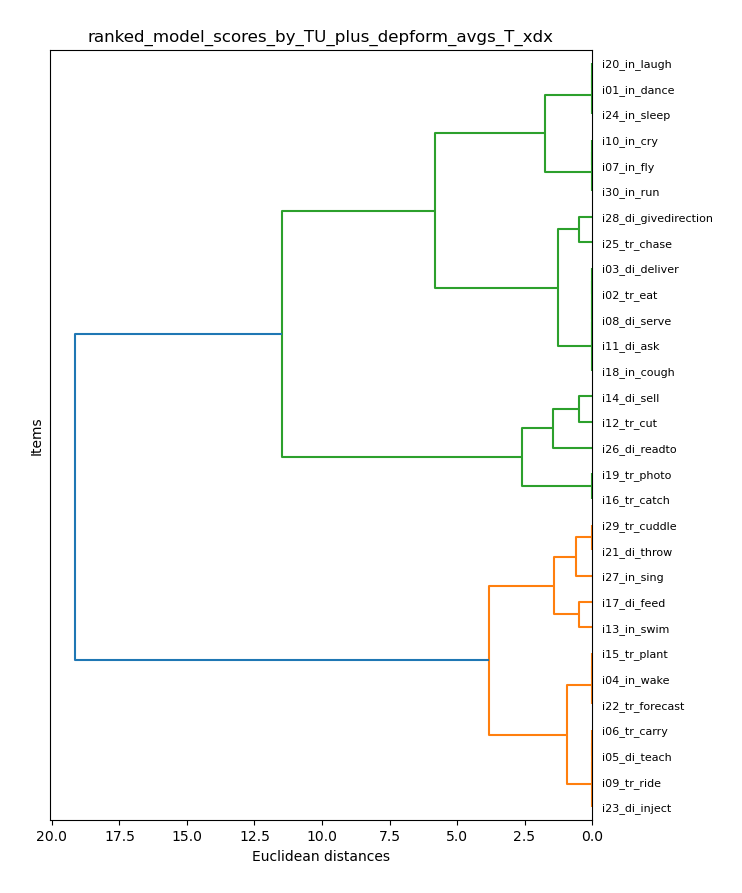 ranked_model_scores_by_TU_plus_depform_avgs_T_xdx
i20_in_laugh
i01_in_dance
i24_in_sleep
i10_in_cry
i07_in_fly
i30_in_run
i28_di_givedirection
i25_tr_chase
i03_di_deliver
i02_tr_eat
i08_di_serve
i11_di_ask
i18_in_cough
i14_di_sell
i12_tr_cut
i26_di_readto
i19_tr_photo
i16_tr_catch
i29_tr_cuddle
i21_di_throw
i27_in_sing
i17_di_feed
i13_in_swim
i15_tr_plant
i04_in_wake
i22_tr_forecast
i06_tr_carry
i05_di_teach
i09_tr_ride
i23_di_inject
Items
20.0 17.5 15.0 12.5 10.0 7.5 5.0 2.5 0.0
Euclidean distances